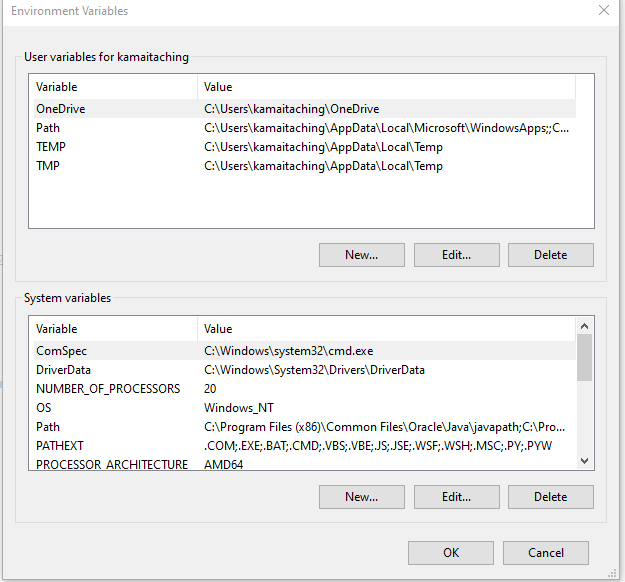 Environment Variables
User variables for kamaitaching
Variable Value
OneDrive C:\Users\kamaitaching\OneDrive
Path C:\Users\kamaitaching\AppData\Local\Microsoft\WindowsApps;;C...
TEMP C:\Users\kamaitaching\AppData\Local\Temp
TMP C:\Users\kamaitaching\AppData\Local\Temp
New... Edit... Delete
System variables
Variable Value
ComSpec C:\Windows\system32\cmd.exe
DriverData C:\Windows\System32\Drivers\DriverData
NUMBER_OF_PROCESSORS 20
OS Windows_NT
Path C:\Program Files (x86)\Common Files\Oracle\Java\javapath;C:\Pro...
PATHEXT .COM;.EXE;.BAT;.CMD;.VBS;.VBE;.JS;.JSE;.WSF;.WSH;.MSC;.PY;.PYW
PROCESSOR_ARCHITECTURE AMD64
New... Edit... Delete
OK Cancel